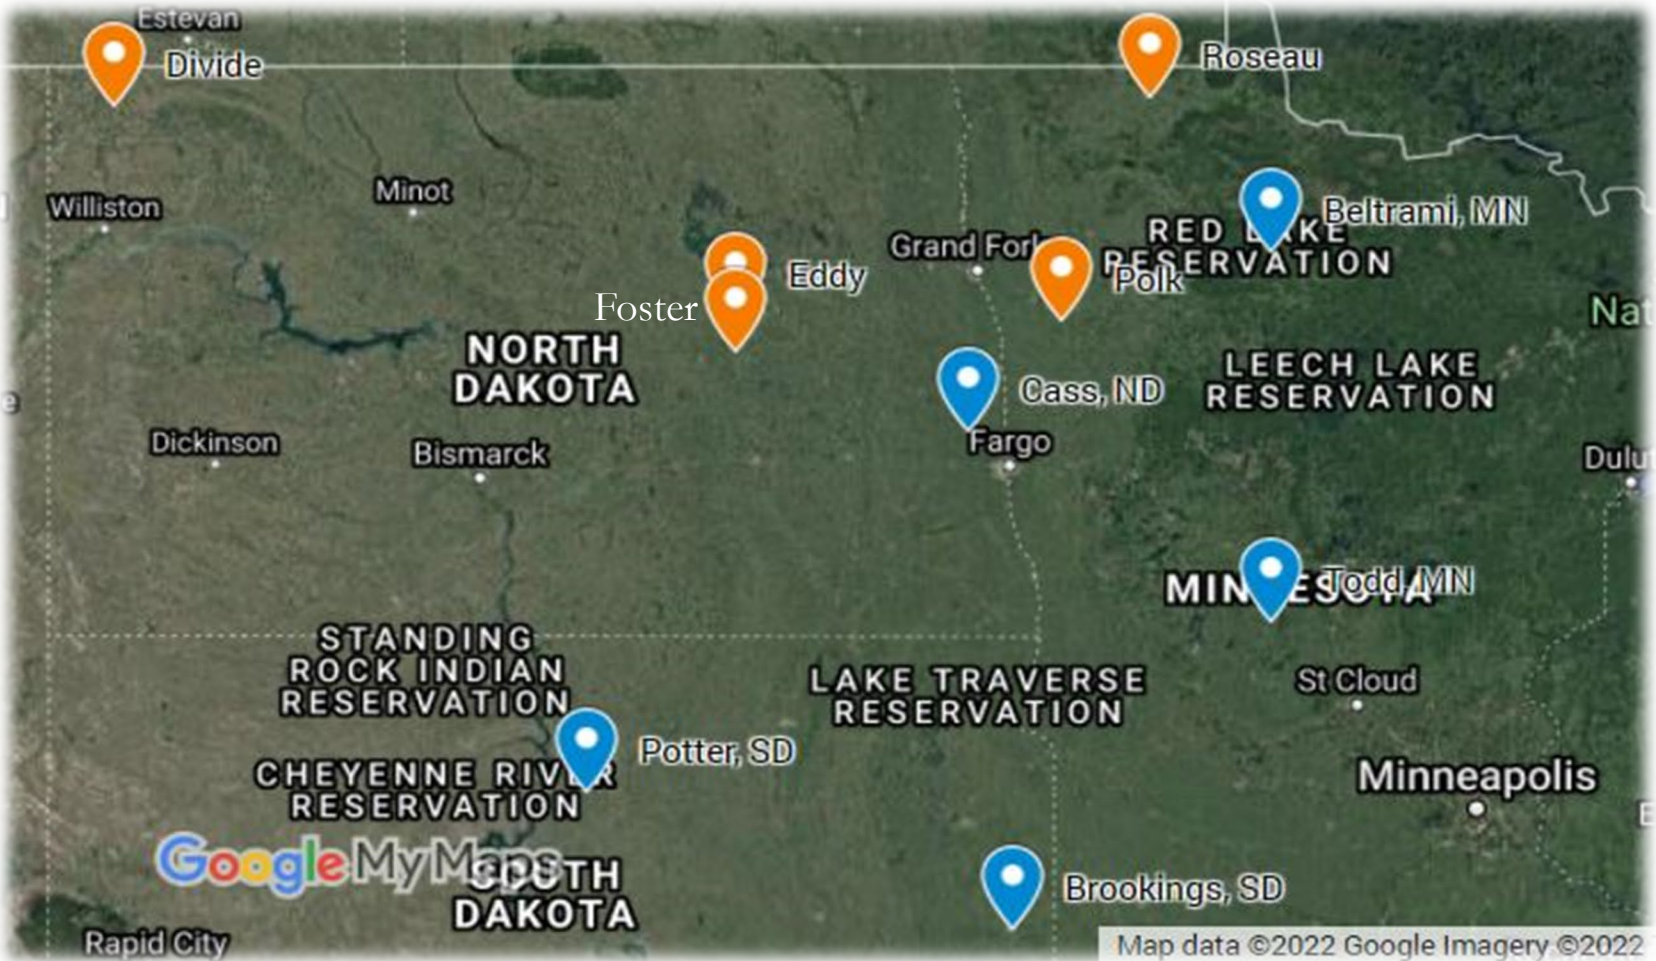 Estevan
Divide
Roseau
Minot
Williston
Beltrami, MN
RED LAKE
RESERVATION
Grand Fork
Eddy
Polk
Foster
Nat
NORTH
DAKOTA
LEECH LAKE
RESERVATION
Cass, ND
Dickinson
Bismarck
Fargo
Dulu
Todd, MN
MINNESOTA
STANDING
ROCK INDIAN
RESERVATION
LAKE TRAVERSE
RESERVATION
St Cloud
Potter, SD
CHEYENNE RIVER
RESERVATION
Minneapolis
Google My Maps
SOUTH
DAKOTA
Brookings, SD
Rapid City
Map data ©2022 Google Imagery ©2022